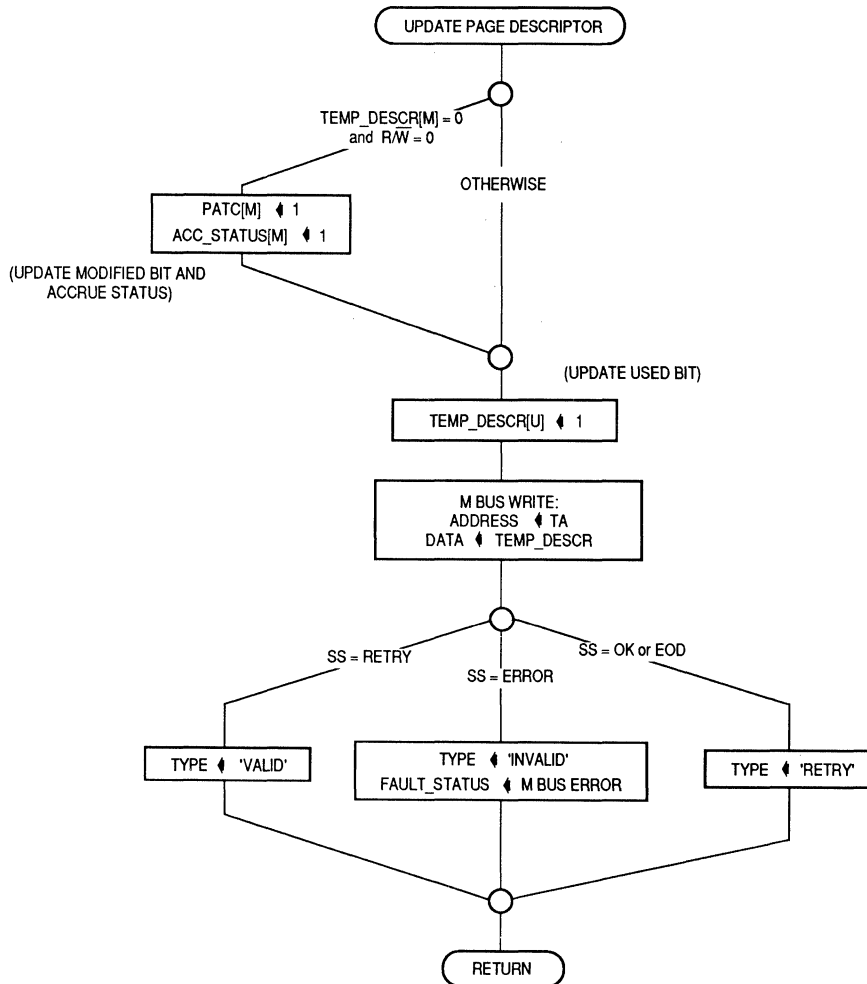 UPDATE PAGE DESCRIPTOR
TEMP_DESCR[M] = 0
and R/W̅ = 0
OTHERWISE
PATC[M] ◀ 1
ACC_STATUS[M] ◀ 1
(UPDATE MODIFIED BIT AND
ACCRUE STATUS)
(UPDATE USED BIT)
TEMP_DESCR[U] ◀ 1
M BUS WRITE:
ADDRESS ◀ TA
DATA ◀ TEMP_DESCR
SS = RETRY
SS = ERROR
SS = OK or EOD
TYPE ◀ 'VALID'
TYPE ◀ 'INVALID'
FAULT_STATUS ◀ M BUS ERROR
TYPE ◀ 'RETRY'
RETURN